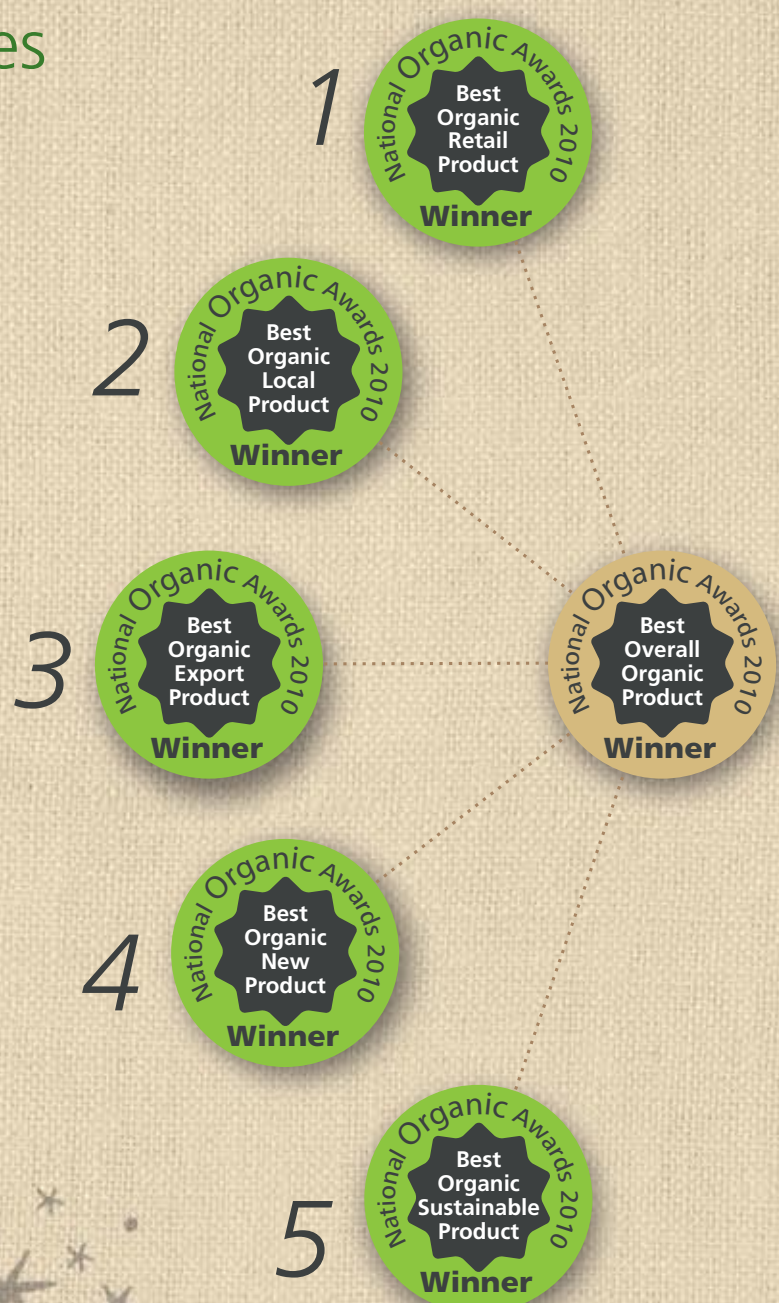 es
1
National Organic Awards 2010
Best
Organic
Retail
Product
Winner
2
National Organic Awards 2010
Best
Organic
Local
Product
Winner
3
National Organic Awards 2010
Best
Organic
Export
Product
Winner
National Organic Awards 2010
Best
Overall
Organic
Product
Winner
4
National Organic Awards 2010
Best
Organic
New
Product
Winner
5
National Organic Awards 2010
Best
Organic
Sustainable
Product
Winner